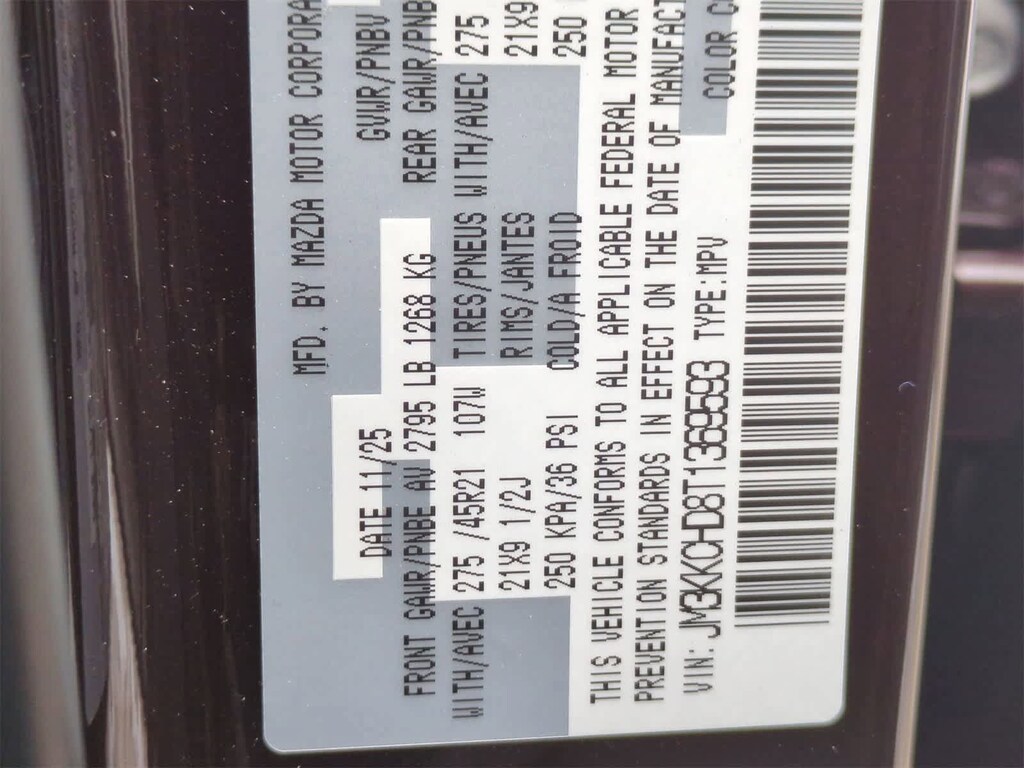 MFD. BY MAZDA MOTOR CORPORA
DATE 11/25 GVWR/PNBV
FRONT GAWR/PNBE AV 2795 LB 1268 KG REAR GAWR/PNB
WITH/AVEC 275 /45R21 107W TIRES/PNEUS WITH/AVEC 275
21X9 1/2J RIMS/JANTES 21X9
250 KPA/36 PSI COLD/A FROID 250
THIS VEHICLE CONFORMS TO ALL APPLICABLE FEDERAL MOTOR
PREVENTION STANDARDS IN EFFECT ON THE DATE OF MANUFACT
VIN: JM3KKCHD8T1369593 TYPE:MPV COLOR CO